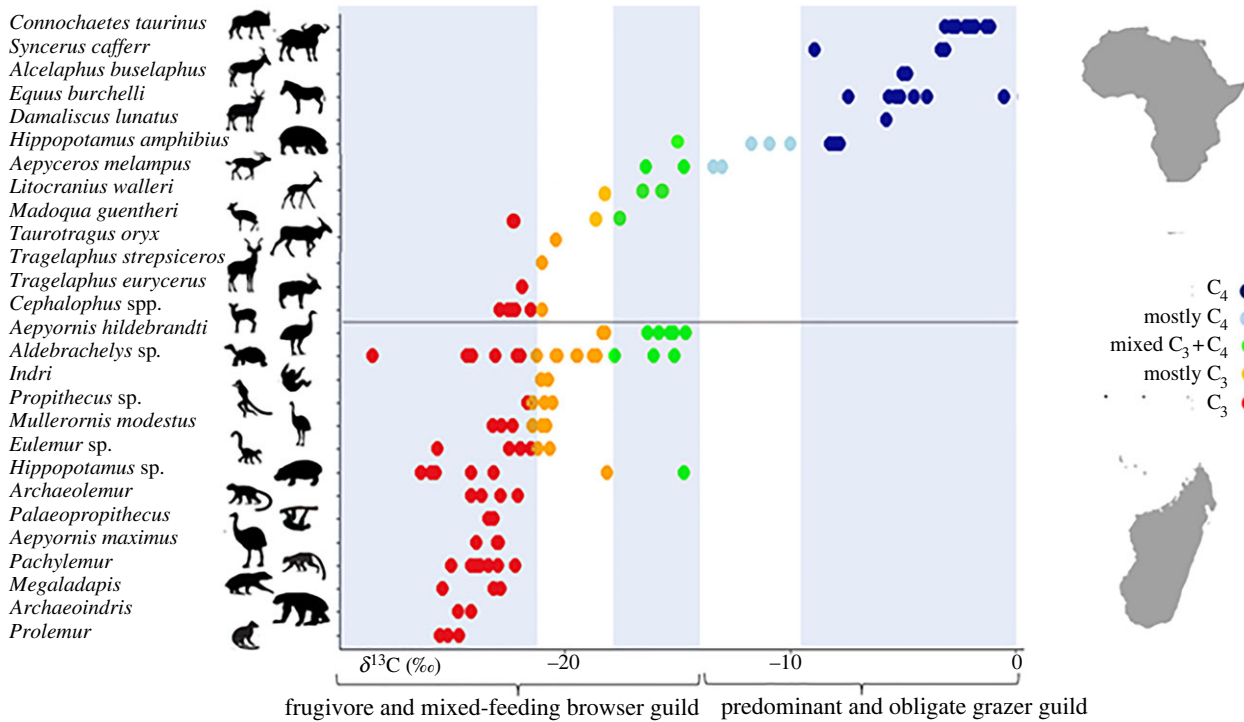 Connochaetes taurinus
Syncerus cafferr
Alcelaphus buselaphus
Equus burchelli
Damaliscus lunatus
Hippopotamus amphibius
Aepyceros melampus
Litocranius walleri
Madoqua guentheri
Taurotragus oryx
Tragelaphus strepsiceros
Tragelaphus eurycerus
Cephalophus spp.
Aepyornis hildebrandti
Aldebrachelys sp.
Indri
Propithecus sp.
Mullerornis modestus
Eulemur sp.
Hippopotamus sp.
Archaeolemur
Palaeopropithecus
Aepyornis maximus
Pachylemur
Megaladapis
Archaeoindris
Prolemur
C₄
mostly C₄
mixed C₃ + C₄
mostly C₃
C₃
δ¹³C (‰)
–20
–10
0
frugivore and mixed-feeding browser guild
predominant and obligate grazer guild